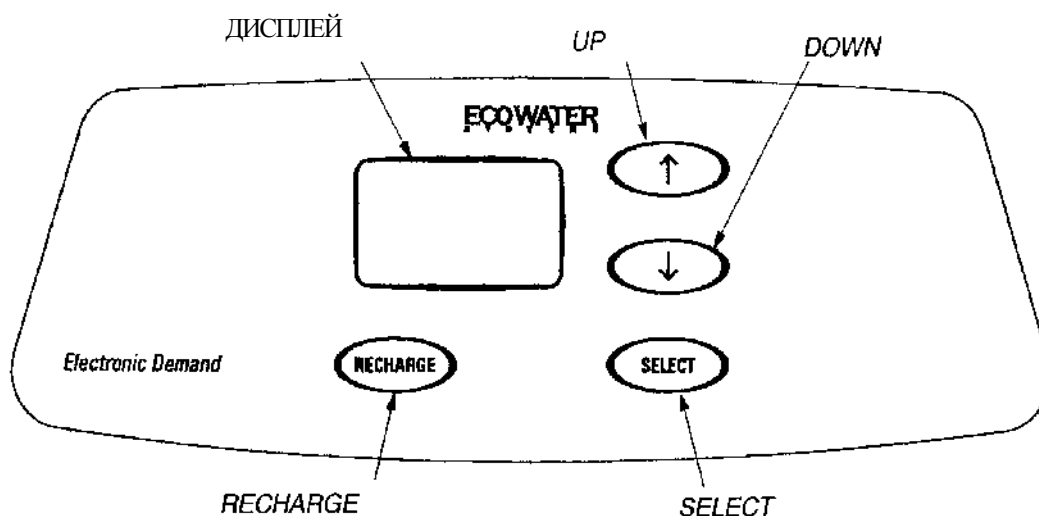 ДИСПЛЕЙ
UP
DOWN
ECOWATER
↑
↓
Electronic Demand
RECHARGE
SELECT
RECHARGE
SELECT